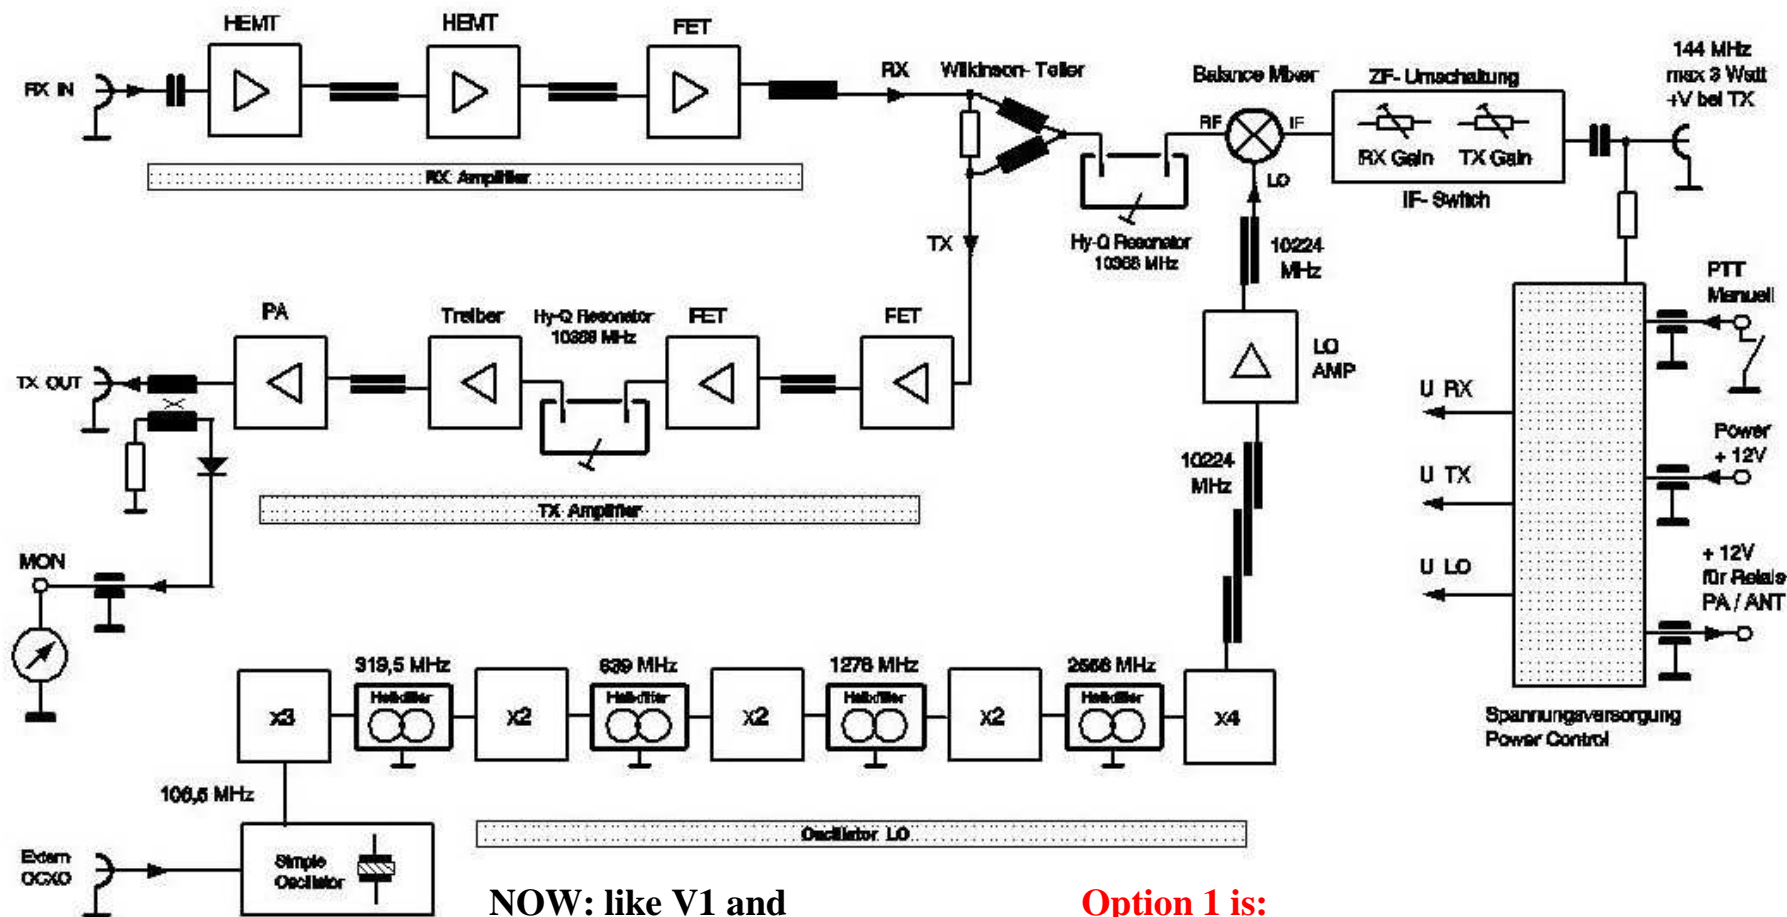 HEMT
HEMT
FET
RX IN
RX
Wilkinson- Teiler
Balance Mixer
RF
IF
LO
ZF- Umschaltung
RX Gain
TX Gain
IF- Switch
144 MHz
max 3 Watt
+V bei TX
RX Amplifier
TX
Hy-Q Resonator
10368 MHz
10224
MHz
PA
Treiber
Hy-Q Resonator
10368 MHz
FET
FET
TX OUT
LO
AMP
PTT
Manuell
U RX
Power
+ 12V
U TX
10224
MHz
TX Amplifier
MON
U LO
+ 12V
für Relais
PA / ANT
x3
319,5 MHz
Helixfilter
x2
639 MHz
Helixfilter
x2
1278 MHz
Helixfilter
x2
2556 MHz
Helixfilter
x4
Spannungsversorgung
Power Control
106,5 MHz
Oscillator LO
Extern
OCXO
Simple
Oscillator
NOW: like V1 and
Option 1 is: